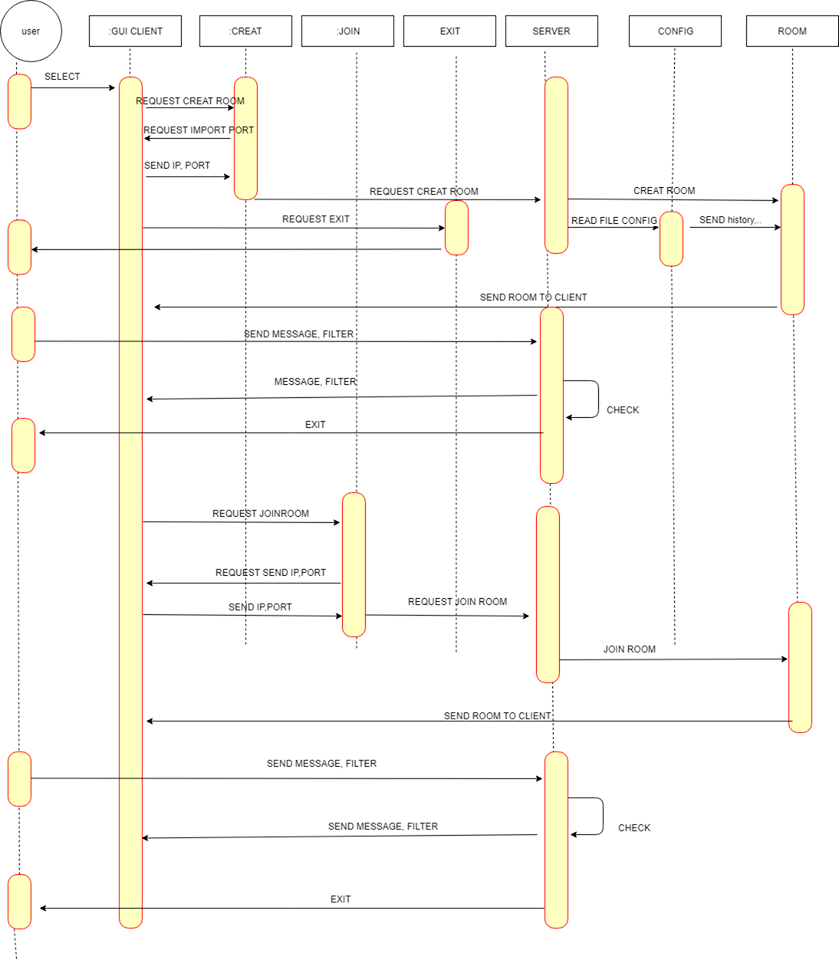 user
:GUI CLIENT
:CREAT
:JOIN
EXIT
SERVER
CONFIG
ROOM
SELECT
REQUEST CREAT ROOM
REQUEST IMPORT PORT
SEND IP, PORT
REQUEST CREAT ROOM
CREAT ROOM
REQUEST EXIT
READ FILE CONFIG
SEND history,..
SEND ROOM TO CLIENT
SEND MESSAGE, FILTER
MESSAGE, FILTER
CHECK
EXIT
REQUEST JOINROOM
REQUEST SEND IP,PORT
SEND IP,PORT
REQUEST JOIN ROOM
JOIN ROOM
SEND ROOM TO CLIENT
SEND MESSAGE, FILTER
SEND MESSAGE, FILTER
CHECK
EXIT